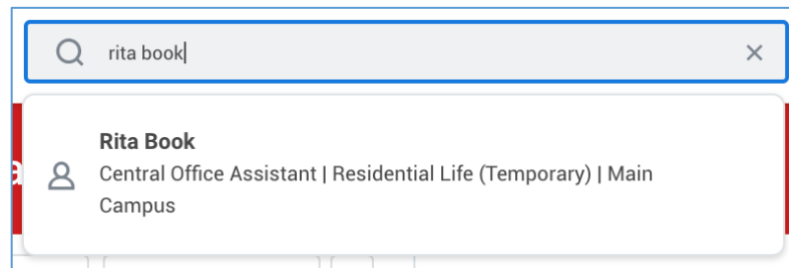 rita book
Rita Book
Central Office Assistant | Residential Life (Temporary) | Main
Campus